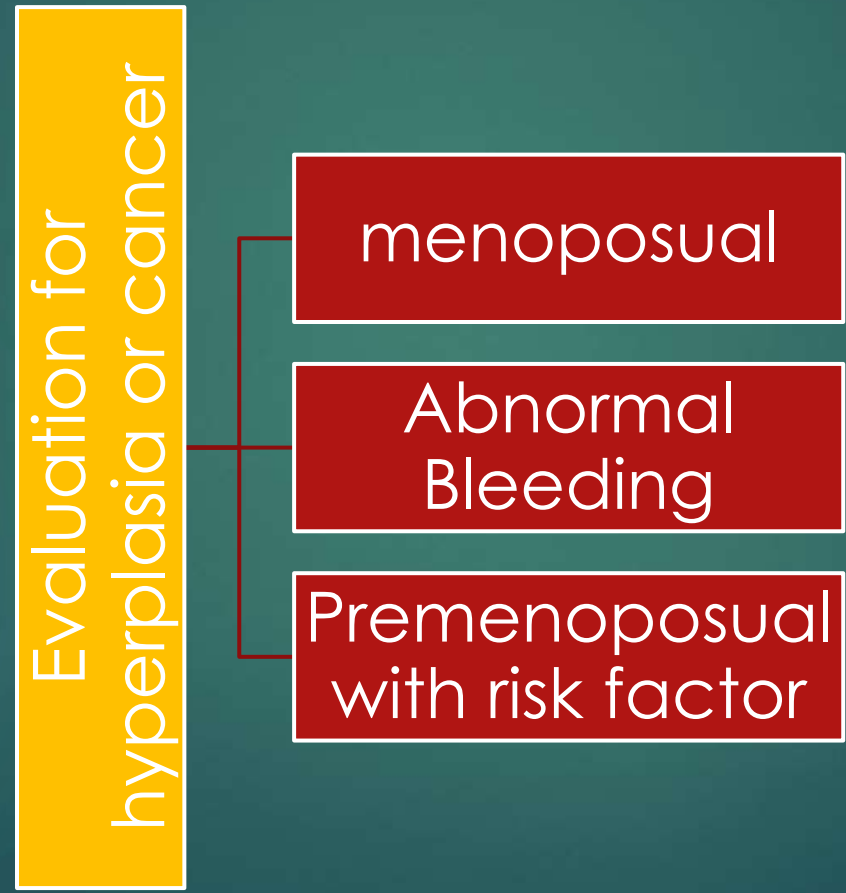 Evaluation for
hyperplasia or cancer
menoposual
Abnormal
Bleeding
Premenoposual
with risk factor